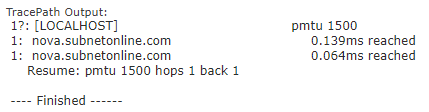 TracePath Output:
1?: [LOCALHOST] pmtu 1500
1: nova.subnetonline.com 0.139ms reached
1: nova.subnetonline.com 0.064ms reached
Resume: pmtu 1500 hops 1 back 1
---- Finished ------